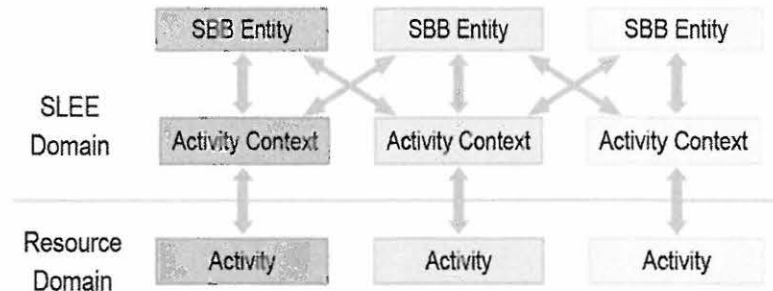 SBB Entity
SBB Entity
SBB Entity
SLEE
Domain
Activity Context
Activity Context
Activity Context
Resource
Domain
Activity
Activity
Activity